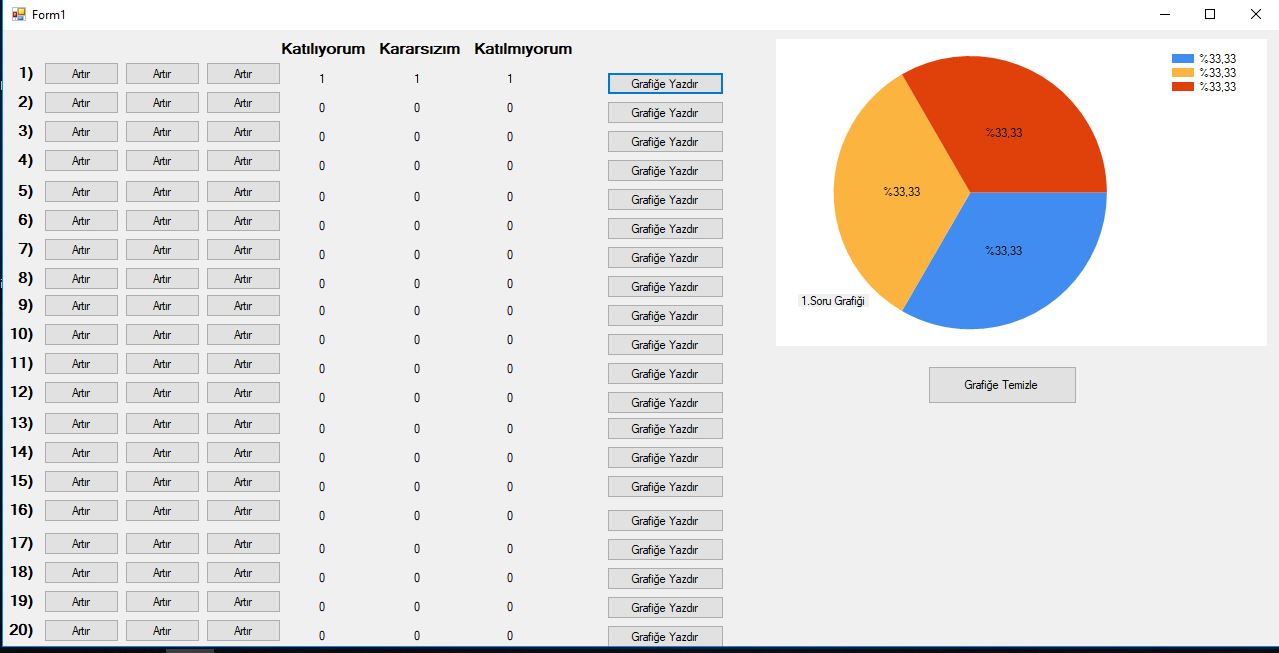 Form1
Katılıyorum Kararsızım Katılmıyorum
1) Artır Artır Artır 1 1 1 Grafiğe Yazdır
2) Artır Artır Artır 0 0 0 Grafiğe Yazdır
3) Artır Artır Artır 0 0 0 Grafiğe Yazdır
4) Artır Artır Artır 0 0 0 Grafiğe Yazdır
5) Artır Artır Artır 0 0 0 Grafiğe Yazdır
6) Artır Artır Artır 0 0 0 Grafiğe Yazdır
7) Artır Artır Artır 0 0 0 Grafiğe Yazdır
8) Artır Artır Artır 0 0 0 Grafiğe Yazdır
9) Artır Artır Artır 0 0 0 Grafiğe Yazdır
10) Artır Artır Artır 0 0 0 Grafiğe Yazdır
11) Artır Artır Artır 0 0 0 Grafiğe Yazdır
12) Artır Artır Artır 0 0 0 Grafiğe Yazdır
13) Artır Artır Artır 0 0 0 Grafiğe Yazdır
14) Artır Artır Artır 0 0 0 Grafiğe Yazdır
15) Artır Artır Artır 0 0 0 Grafiğe Yazdır
16) Artır Artır Artır 0 0 0 Grafiğe Yazdır
17) Artır Artır Artır 0 0 0 Grafiğe Yazdır
18) Artır Artır Artır 0 0 0 Grafiğe Yazdır
19) Artır Artır Artır 0 0 0 Grafiğe Yazdır
20) Artır Artır Artır 0 0 0 Grafiğe Yazdır
%33,33
%33,33
%33,33
%33,33
%33,33
%33,33
1.Soru Grafiği
Grafiğe Temizle